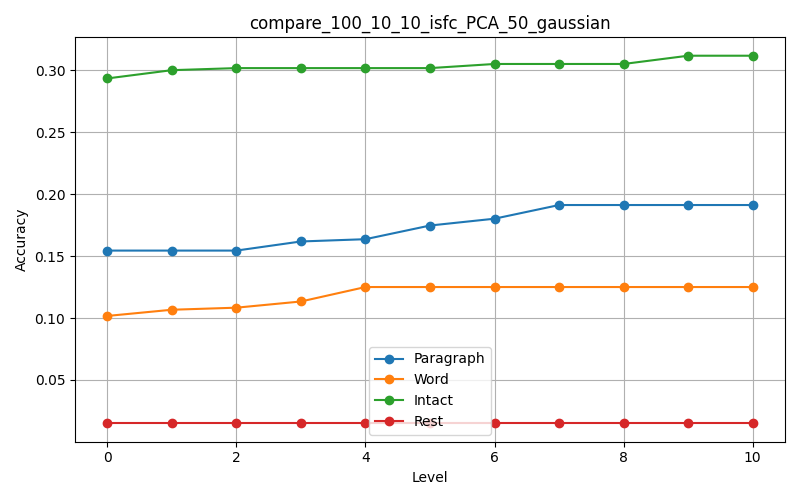 compare_100_10_10_isfc_PCA_50_gaussian
Accuracy
0.30
0.25
0.20
0.15
0.10
0.05
Paragraph
Word
Intact
Rest
0 2 4 6 8 10
Level